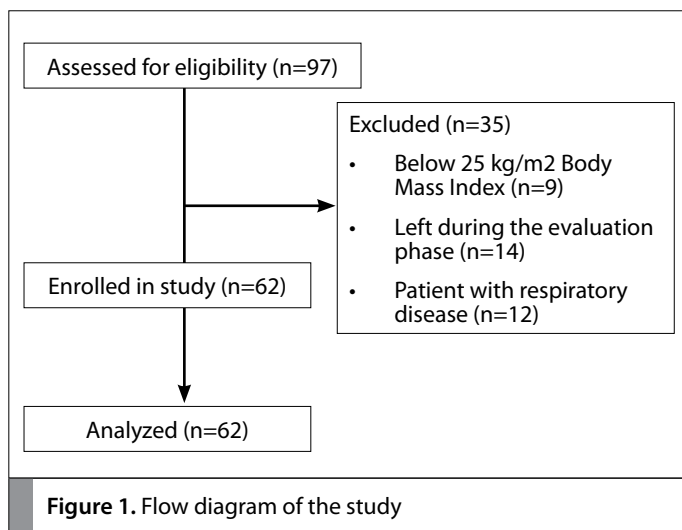 Assessed for eligibility (n=97)
Excluded (n=35)
• Below 25 kg/m2 Body
Mass Index (n=9)
• Left during the evaluation
phase (n=14)
• Patient with respiratory
disease (n=12)
Enrolled in study (n=62)
Analyzed (n=62)
Figure 1. Flow diagram of the study